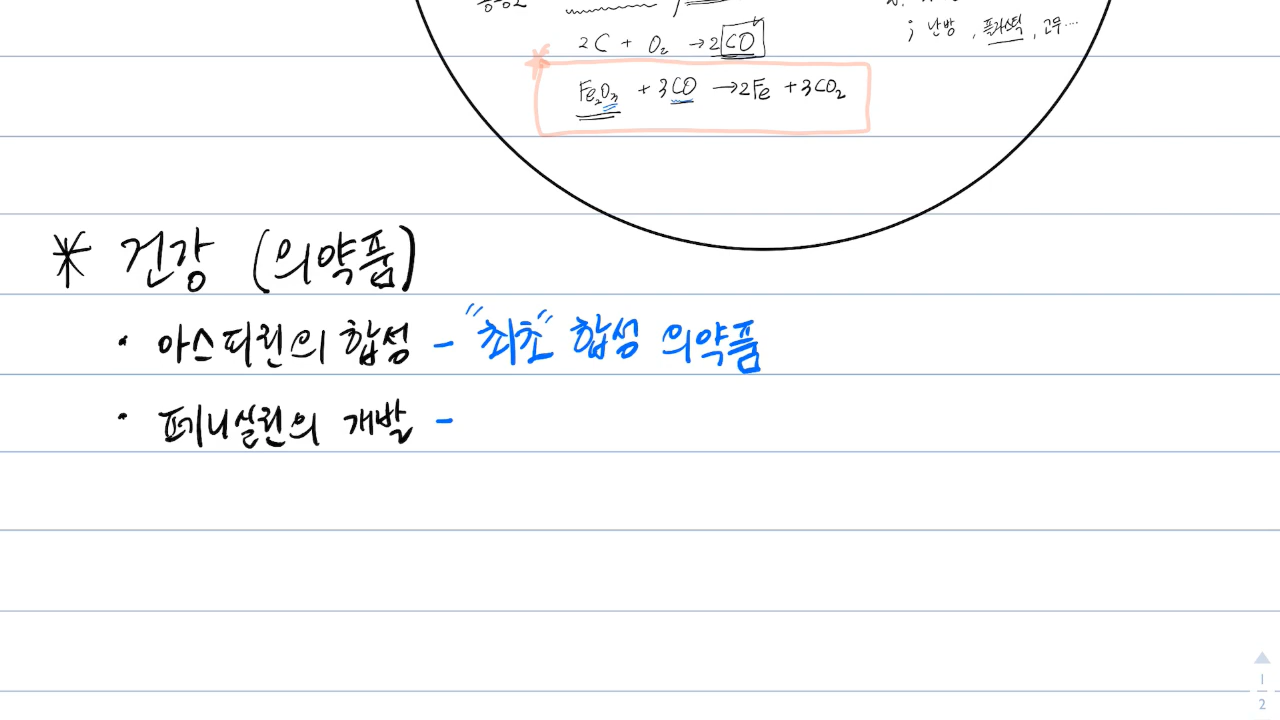 ; 난방 , 플라스틱 , 고무...
2C + O₂ → 2CO
Fe₂O₃ + 3CO → 2Fe + 3CO₂
* 건강 (의약품)
• 아스피린의 합성 - "최초" 합성 의약품
• 페니실린의 개발 -
1
2